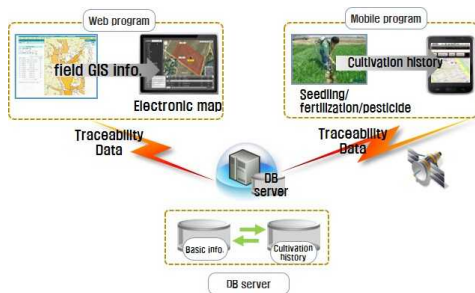 Web program
Mobile program
field GIS info.
Electronic map
Cultivation history
Seedling/
fertilization/pesticide
Traceability
Data
Traceability
Data
DB
server
Basic info.
Cultivation
history
DB server